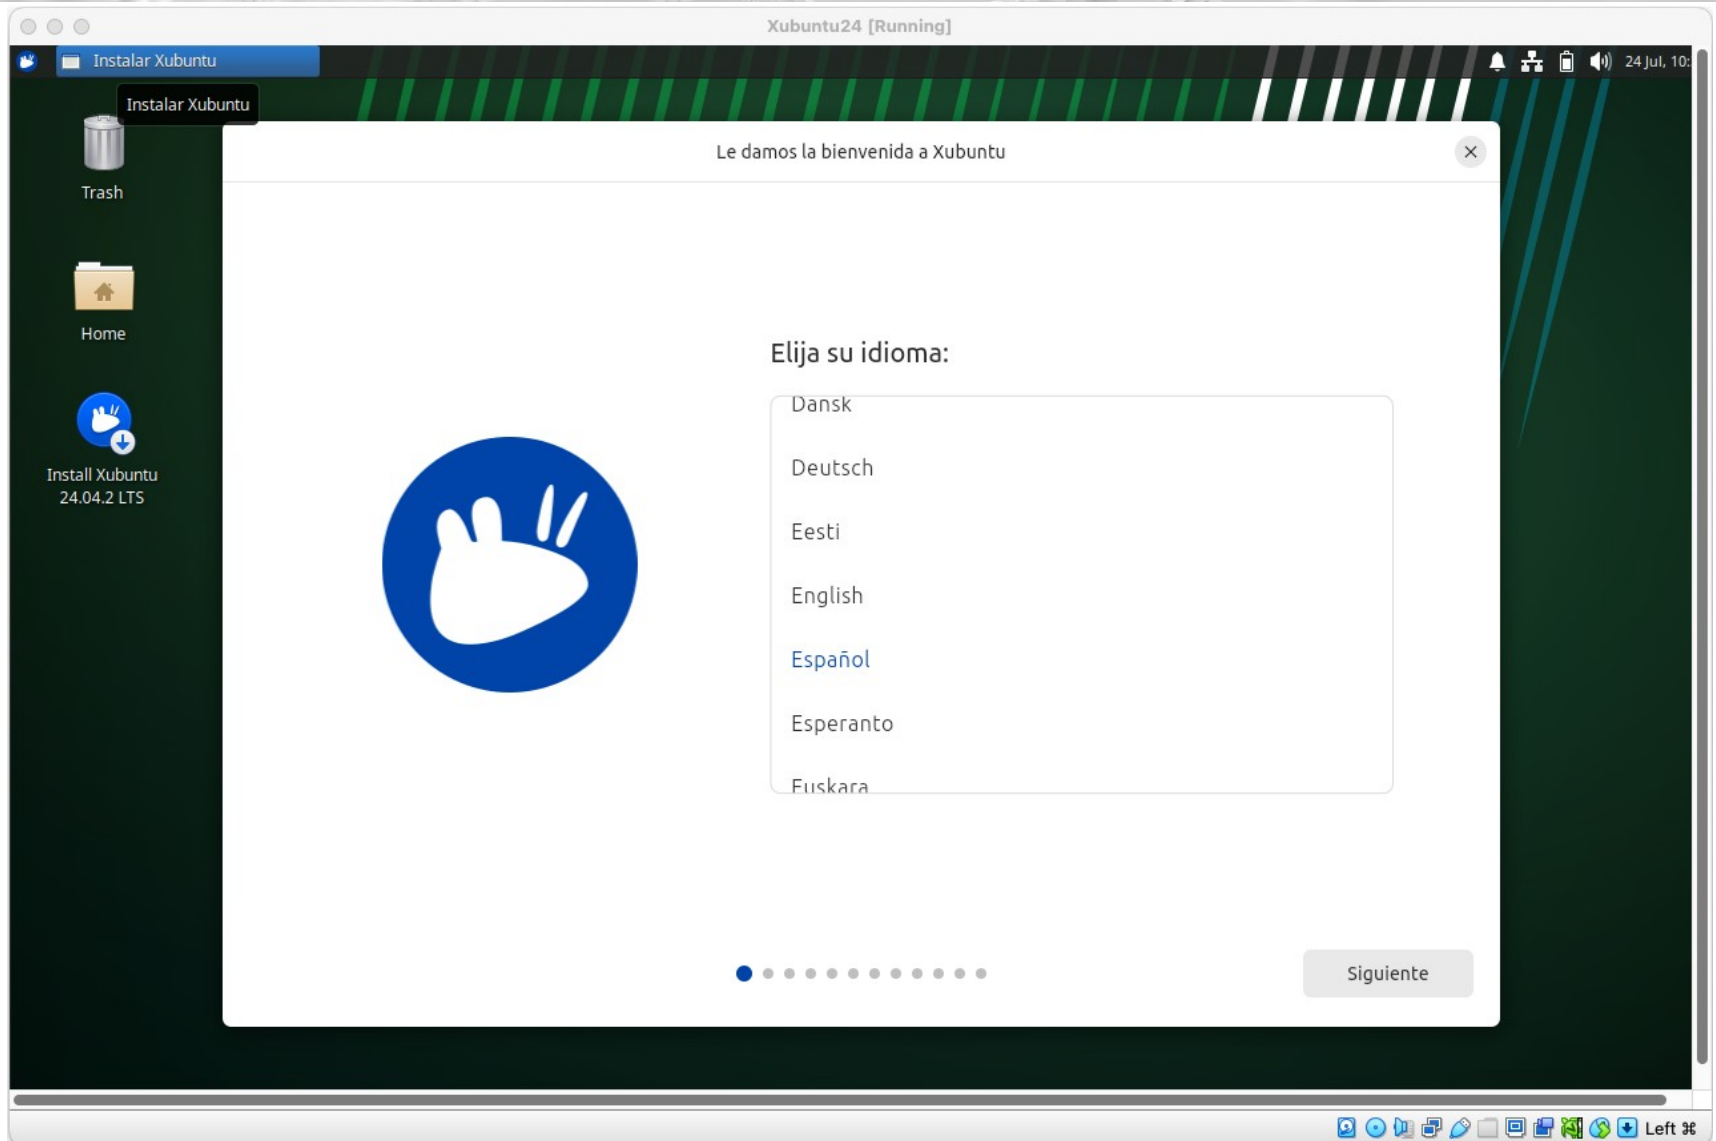 Xubuntu24 [Running]
Instalar Xubuntu
24 Jul, 10:
Instalar Xubuntu
Trash
Home
Install Xubuntu
24.04.2 LTS
Le damos la bienvenida a Xubuntu
Elija su idioma:
Dansk
Deutsch
Eesti
English
Español
Esperanto
Euskara
Siguiente
Left ⌘